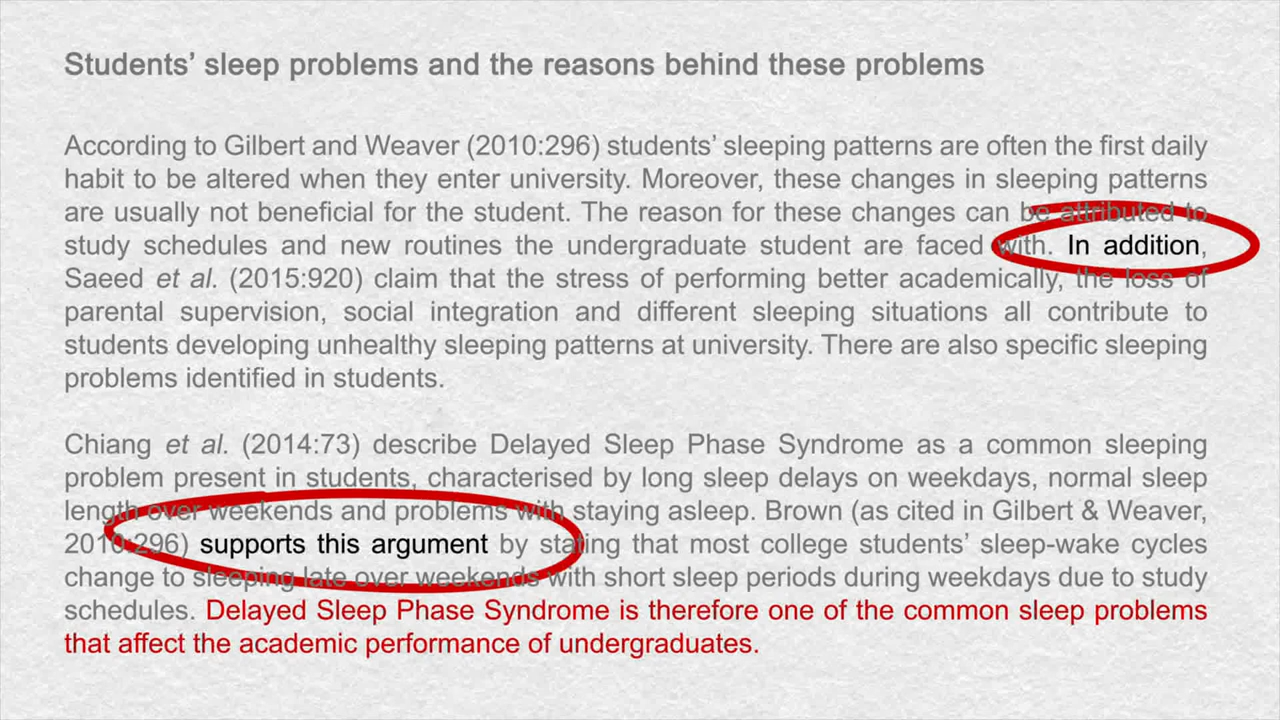 Students’ sleep problems and the reasons behind these problems
According to Gilbert and Weaver (2010:296) students’ sleeping patterns are often the first daily
habit to be altered when they enter university. Moreover, these changes in sleeping patterns
are usually not beneficial for the student. The reason for these changes can be attributed to
study schedules and new routines the undergraduate student are faced with. In addition,
Saeed et al. (2015:920) claim that the stress of performing better academically, the loss of
parental supervision, social integration and different sleeping situations all contribute to
students developing unhealthy sleeping patterns at university. There are also specific sleeping
problems identified in students.
Chiang et al. (2014:73) describe Delayed Sleep Phase Syndrome as a common sleeping
problem present in students, characterised by long sleep delays on weekdays, normal sleep
length over weekends and problems with staying asleep. Brown (as cited in Gilbert & Weaver,
2010:296) supports this argument by stating that most college students’ sleep-wake cycles
change to sleeping late over weekends with short sleep periods during weekdays due to study
schedules. Delayed Sleep Phase Syndrome is therefore one of the common sleep problems
that affect the academic performance of undergraduates.